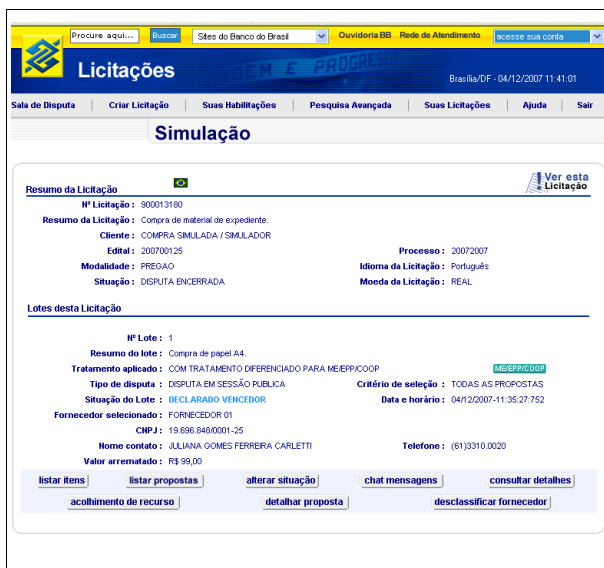 Procure aqui... Buscar Sites do Banco do Brasil Ouvidoria BB Rede de Atendimento acesse sua conta
Licitações
ORDEM E PROGRESSO
Brasília/DF - 04/12/2007 11:41:01
Sala de Disputa | Criar Licitação | Suas Habilitações | Pesquisa Avançada | Suas Licitações | Ajuda | Sair
Simulação
Resumo da Licitação
Ver esta Licitação
Nº Licitação : 900013180
Resumo da Licitação : Compra de material de expediente.
Cliente : COMPRA SIMULADA / SIMULADOR
Edital : 200700125 Processo : 20072007
Modalidade : PREGAO Idioma da Licitação : Português
Situação : DISPUTA ENCERRADA Moeda da Licitação : REAL
Lotes desta Licitação
Nº Lote : 1
Resumo do lote : Compra de papel A4.
Tratamento aplicado : COM TRATAMENTO DIFERENCIADO PARA ME/EPP/COOP ME/EPP/COOP
Tipo de disputa : DISPUTA EM SESSÃO PUBLICA Critério de seleção : TODAS AS PROPOSTAS
Situação do Lote : DECLARADO VENCEDOR Data e horário : 04/12/2007-11:35:27:752
Fornecedor selecionado : FORNECEDOR 01
CNPJ : 19.696.848/0001-25
Nome contato : JULIANA GOMES FERREIRA CARLETTI Telefone : (61)3310.0020
Valor arrematado : R$ 99,00
listar itens listar propostas alterar situação chat mensagens consultar detalhes
acolhimento de recurso detalhar proposta desclassificar fornecedor